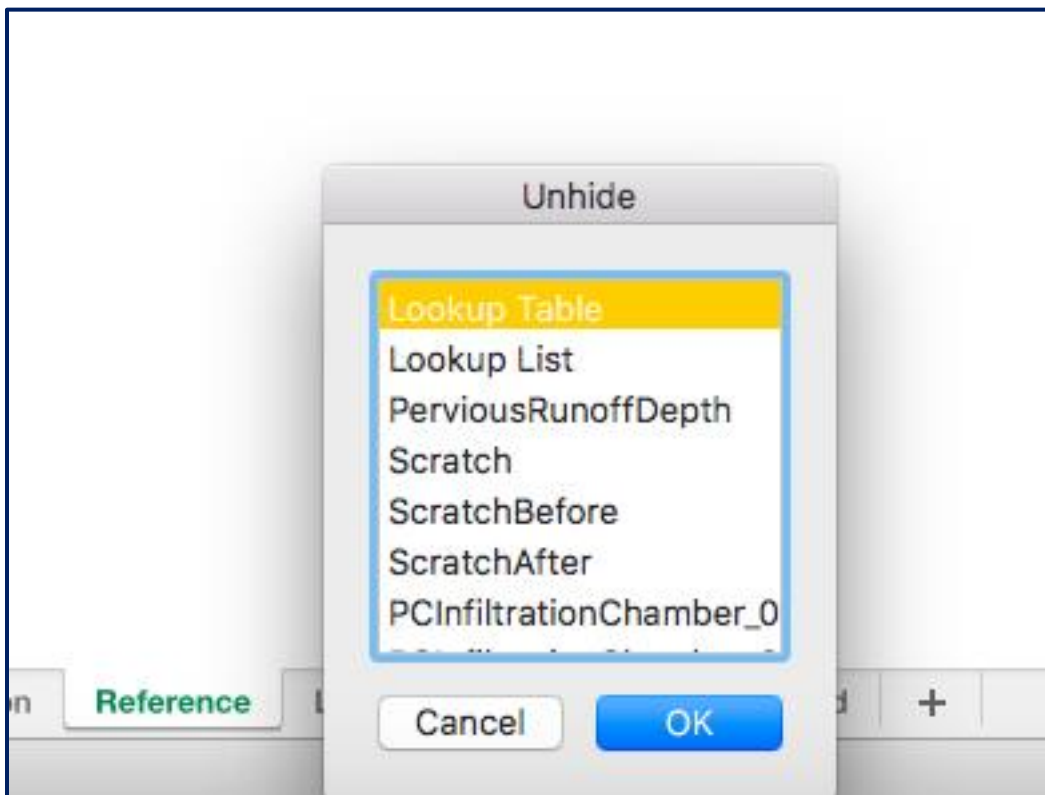 Unhide
Lookup Table
Lookup List
PerviousRunoffDepth
Scratch
ScratchBefore
ScratchAfter
PCInfiltrationChamber_0
Reference
+
Cancel
OK